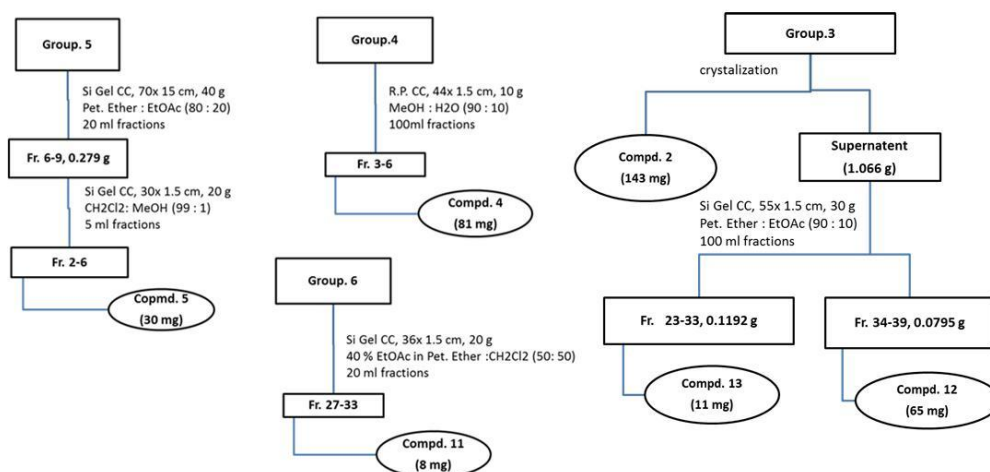 Group. 5
Si Gel CC, 70x 15 cm, 40 g
Pet. Ether : EtOAc (80 : 20)
20 ml fractions
Fr. 6-9, 0.279 g
Si Gel CC, 30x 1.5 cm, 20 g
CH2Cl2: MeOH (99 : 1)
5 ml fractions
Fr. 2-6
Copmd. 5
(30 mg)
Group.4
R.P. CC, 44x 1.5 cm, 10 g
MeOH : H2O (90 : 10)
100ml fractions
Fr. 3-6
Compd. 4
(81 mg)
Group. 6
Si Gel CC, 36x 1.5 cm, 20 g
40 % EtOAc in Pet. Ether :CH2Cl2 (50: 50)
20 ml fractions
Fr. 27-33
Compd. 11
(8 mg)
Group.3
crystalization
Compd. 2
(143 mg)
Supernatent
(1.066 g)
Si Gel CC, 55x 1.5 cm, 30 g
Pet. Ether : EtOAc (90 : 10)
100 ml fractions
Fr. 23-33, 0.1192 g
Compd. 13
(11 mg)
Fr. 34-39, 0.0795 g
Compd. 12
(65 mg)